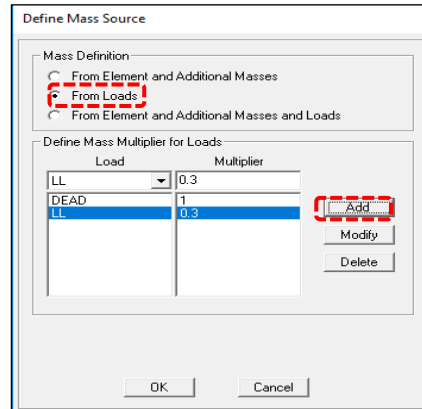 Define Mass Source
Mass Definition
From Element and Additional Masses
From Loads
From Element and Additional Masses and Loads
Define Mass Multiplier for Loads
Load Multiplier
LL 0.3
DEAD 1
LL 0.3
Add
Modify
Delete
OK Cancel